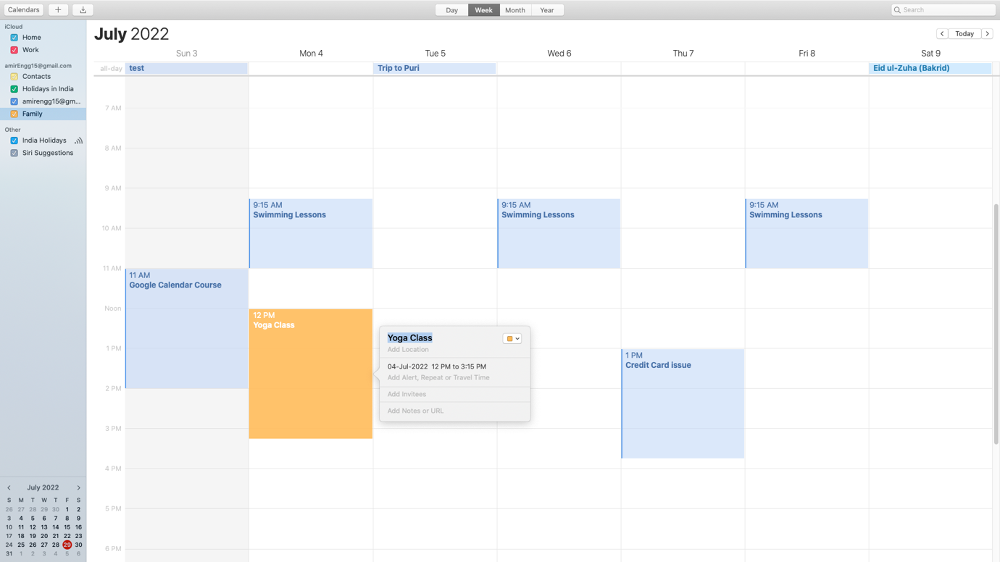 Calendars
Day Week Month Year
Search
iCloud
Home
Work
amirEngg15@gmail.com
Contacts
Holidays in India
amirengg15@gm...
Family
Other
India Holidays
Siri Suggestions
July 2022
Today
Sun 3 Mon 4 Tue 5 Wed 6 Thu 7 Fri 8 Sat 9
all-day test Trip to Puri Eid ul-Zuha (Bakrid)
7 AM
8 AM
9 AM
9:15 AM
Swimming Lessons
9:15 AM
Swimming Lessons
9:15 AM
Swimming Lessons
10 AM
11 AM
11 AM
Google Calendar Course
Noon
12 PM
Yoga Class
Yoga Class
Add Location
04-Jul-2022 12 PM to 3:15 PM
Add Alert, Repeat or Travel Time
Add Invitees
Add Notes or URL
1 PM
1 PM
Credit Card issue
2 PM
3 PM
4 PM
5 PM
6 PM
July 2022
S M T W T F S
26 27 28 29 30 1 2
3 4 5 6 7 8 9
10 11 12 13 14 15 16
17 18 19 20 21 22 23
24 25 26 27 28 29 30
31 1 2 3 4 5 6